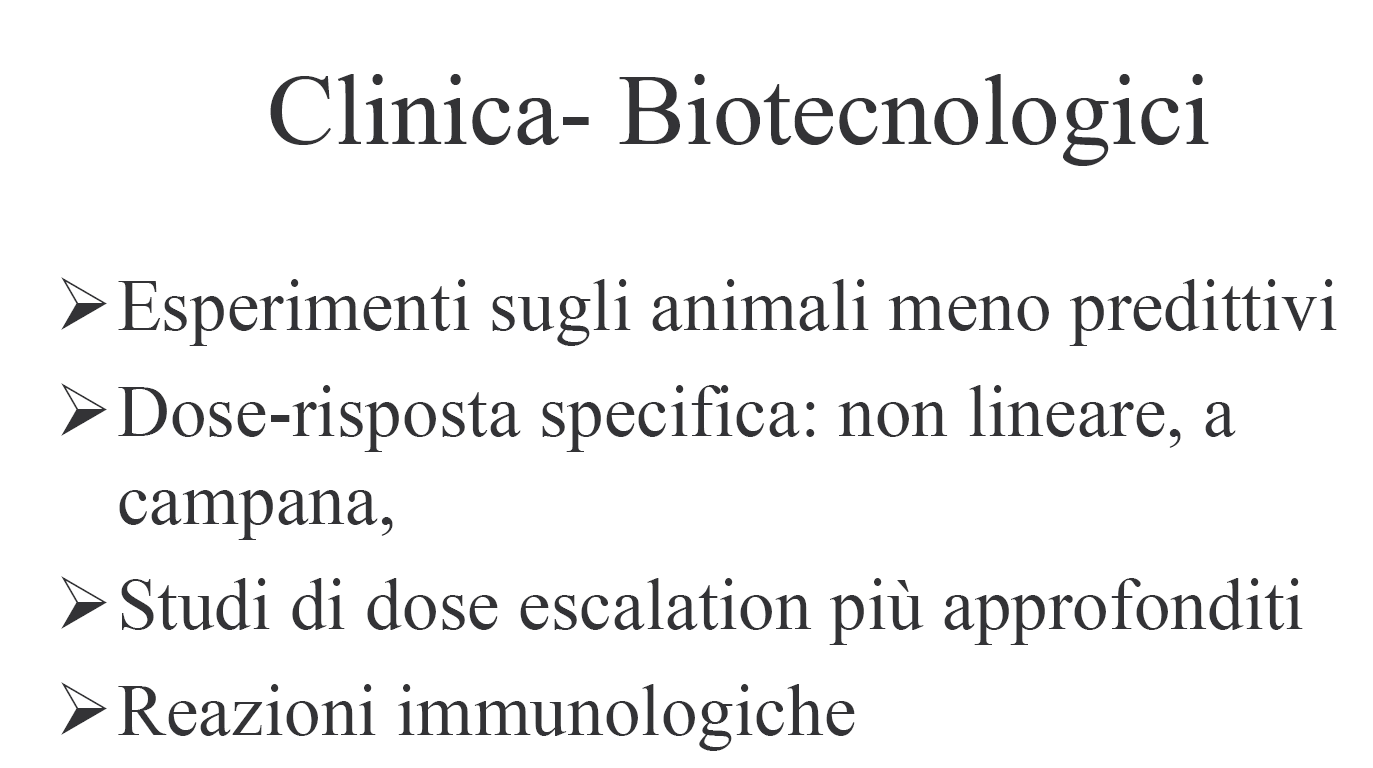 Clinica- Biotecnologici
➢Esperimenti sugli animali meno predittivi
➢Dose-risposta specifica: non lineare, a
campana,
➢Studi di dose escalation più approfonditi
➢Reazioni immunologiche